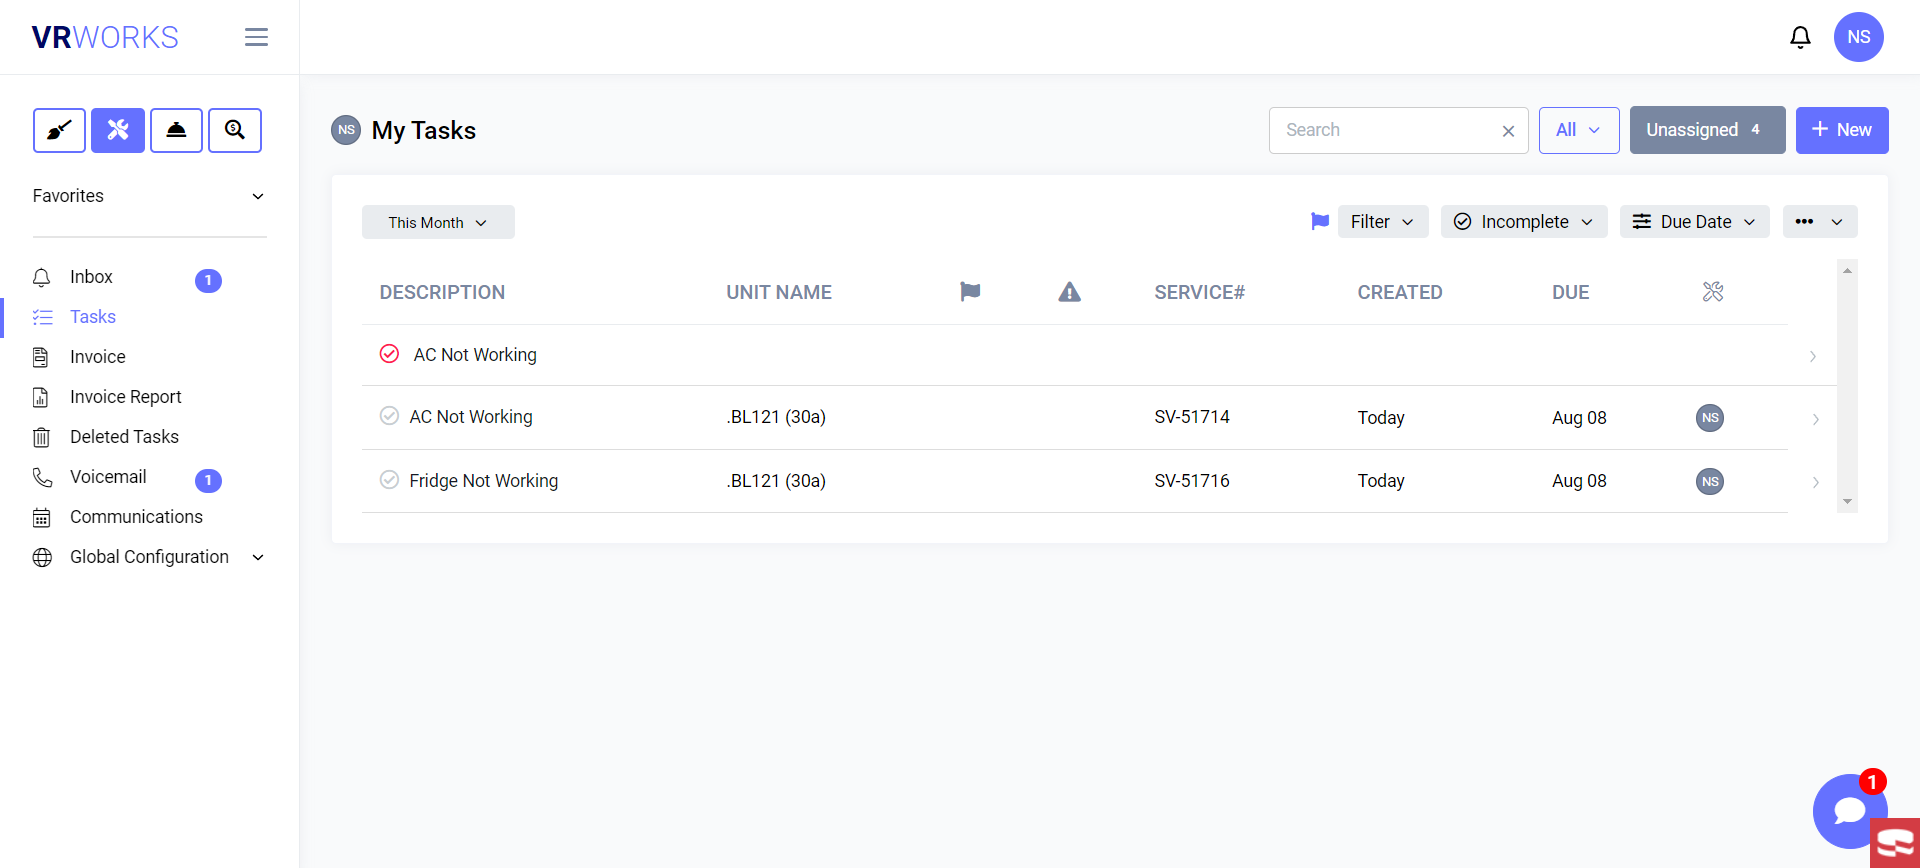 VRWORKS
NS
NS My Tasks
Search
All
Unassigned 4
New
Favorites
This Month
Filter
Incomplete
Due Date
Inbox 1
Tasks
Invoice
Invoice Report
Deleted Tasks
Voicemail 1
Communications
Global Configuration
DESCRIPTION UNIT NAME SERVICE# CREATED DUE
AC Not Working
AC Not Working .BL121 (30a) SV-51714 Today Aug 08 NS
Fridge Not Working .BL121 (30a) SV-51716 Today Aug 08 NS
1